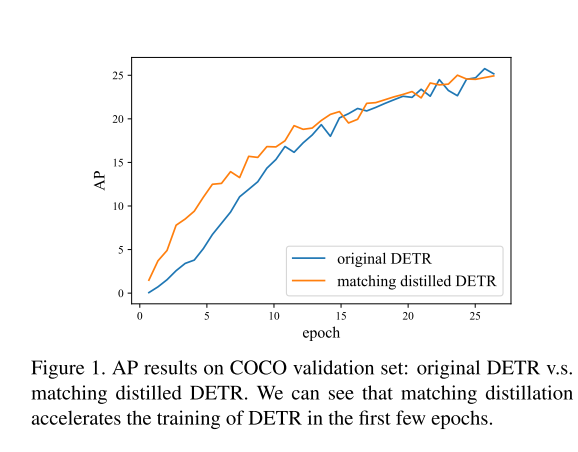 25
20
15
10
5
0
AP
original DETR
matching distilled DETR
0 5 10 15 20 25
epoch
Figure 1. AP results on COCO validation set: original DETR v.s.
matching distilled DETR. We can see that matching distillation
accelerates the training of DETR in the first few epochs.